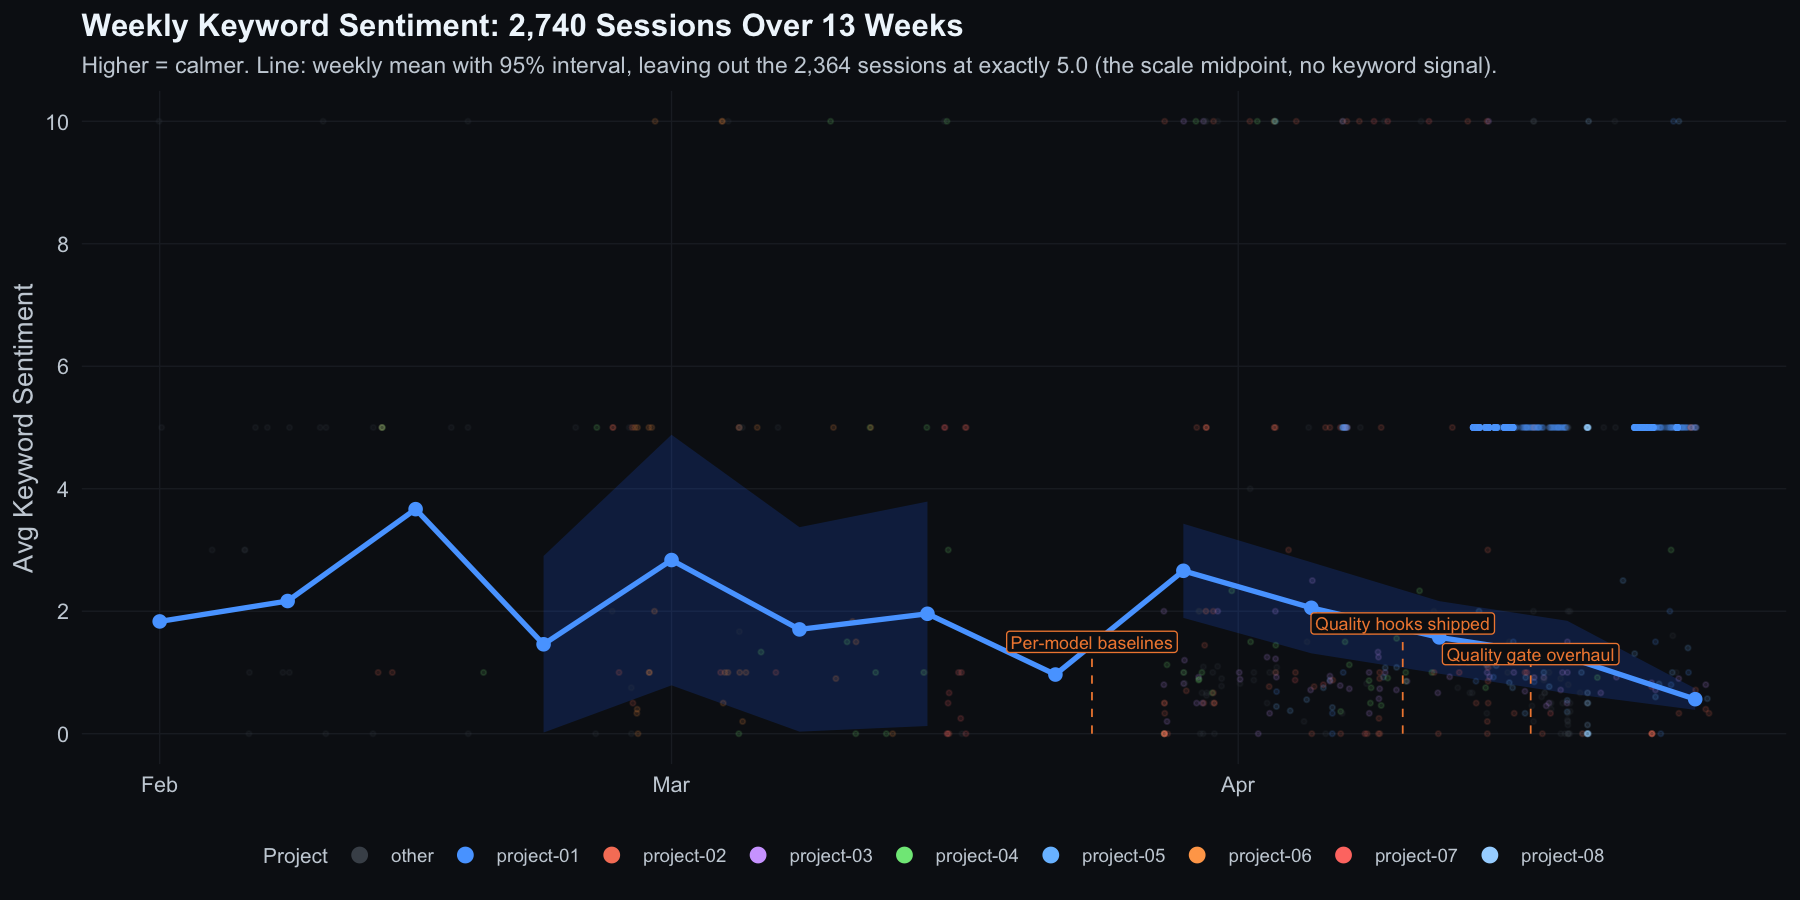 Weekly Keyword Sentiment: 2,740 Sessions Over 13 Weeks
Higher = calmer. Line: weekly mean with 95% interval, leaving out the 2,364 sessions at exactly 5.0 (the scale midpoint, no keyword signal).
Avg Keyword Sentiment
10
8
6
4
2
0
Quality hooks shipped
Per-model baselines
Quality gate overhaul
Feb
Mar
Apr
Project
other
project-01
project-02
project-03
project-04
project-05
project-06
project-07
project-08